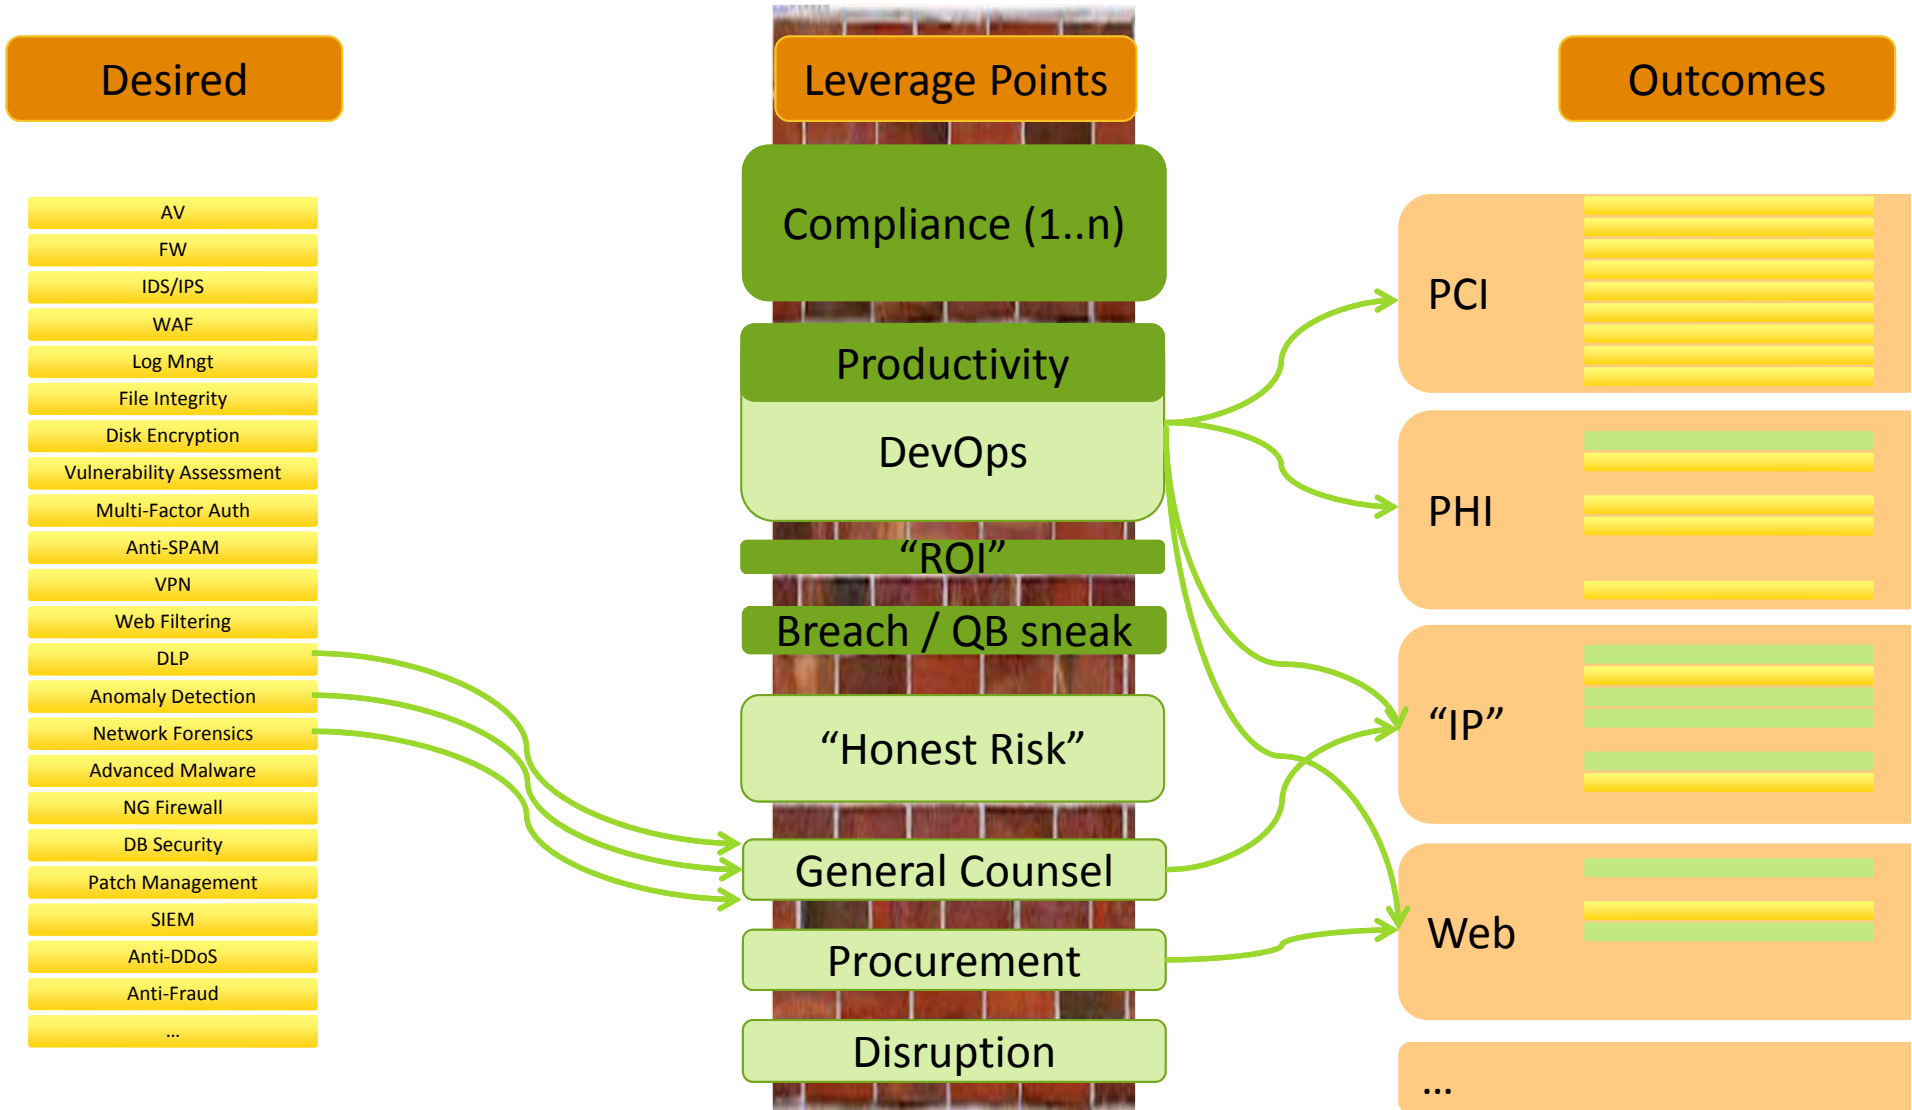 Desired
Leverage Points
Outcomes
AV
FW
IDS/IPS
WAF
Log Mngt
File Integrity
Disk Encryption
Vulnerability Assessment
Multi-Factor Auth
Anti-SPAM
VPN
Web Filtering
DLP
Anomaly Detection
Network Forensics
Advanced Malware
NG Firewall
DB Security
Patch Management
SIEM
Anti-DDoS
Anti-Fraud
...
Compliance (1..n)
Productivity
DevOps
“ROI”
Breach / QB sneak
“Honest Risk”
General Counsel
Procurement
Disruption
PCI
PHI
“IP”
Web
...